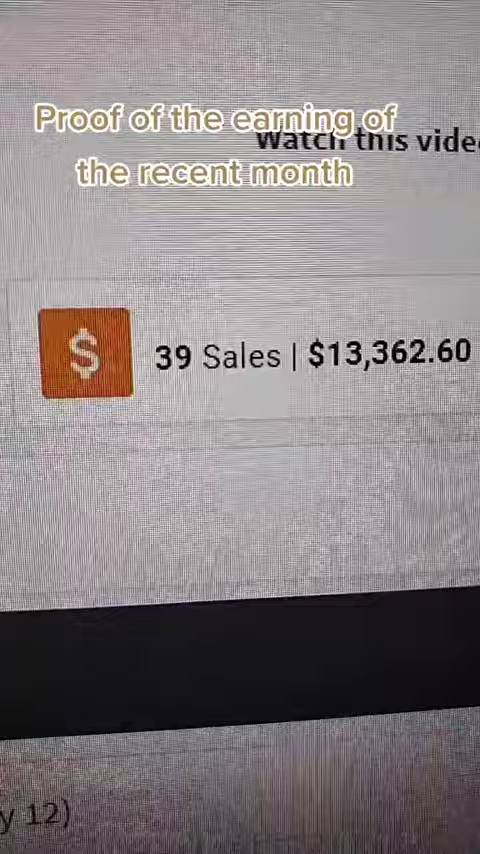 Proof of the earning of
the recent month
Watch this vide
$
39 Sales | $13,362.60
y 12)